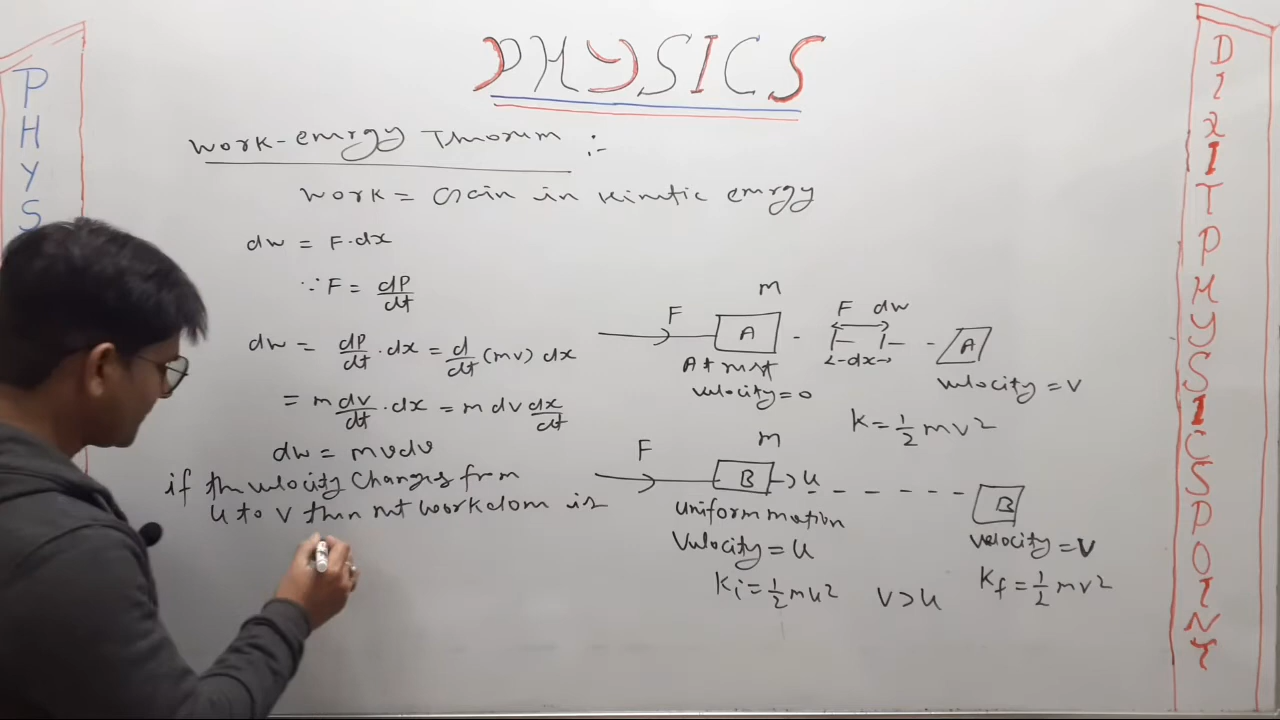 PHYSICS
PHYS
Work-energy Theorem :-
Work = Gain in Kinetic energy
dw = F·dx
∵ F = dP/dt
dw = dP/dt · dx = d/dt (mv) dx
= m dv/dt · dx = m dv dx/dt
dw = mvdv
if the velocity Changes from
u to v then net workdone is
m
F
A
F dw
dx
A
At rest
velocity = 0
velocity = v
K = 1/2 mv²
m
F
B
u
B
uniform motion
Velocity = u
velocity = v
Ki = 1/2 mu²
v > u
Kf = 1/2 mv²
DIXIT PHYSICS POINT